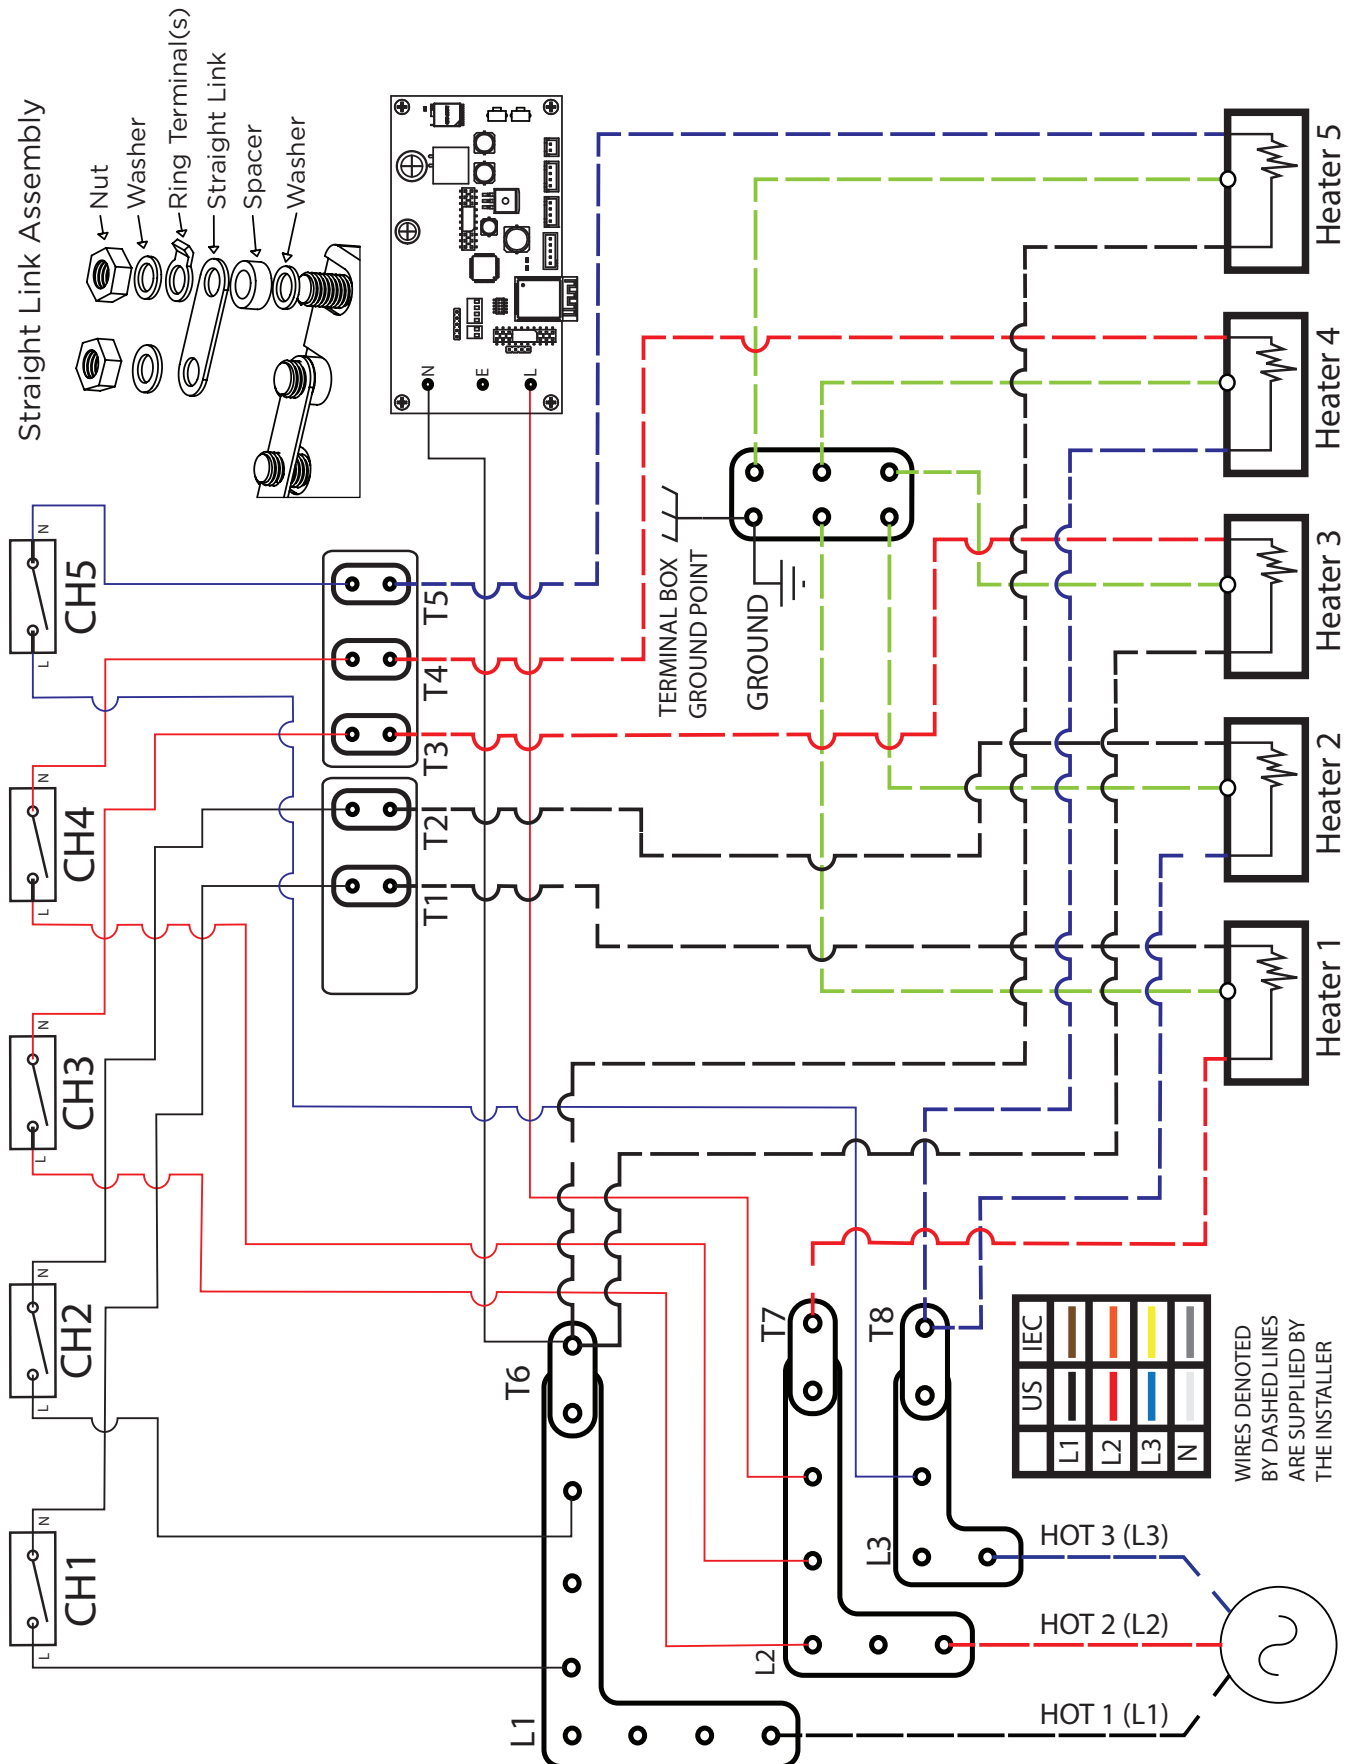 Straight Link Assembly
Nut
Washer
Ring Terminal(s)
Straight Link
Spacer
Washer
N
E
L
L
N
CH1
L
N
CH2
L
N
CH3
L
N
CH4
L
N
CH5
T1
T2
T3
T4
T5
TERMINAL BOX
GROUND POINT
GROUND
L1
T6
L2
T7
L3
T8
HOT 1 (L1)
HOT 2 (L2)
HOT 3 (L3)
US IEC
L1
L2
L3
N
WIRES DENOTED
BY DASHED LINES
ARE SUPPLIED BY
THE INSTALLER
Heater 1
Heater 2
Heater 3
Heater 4
Heater 5